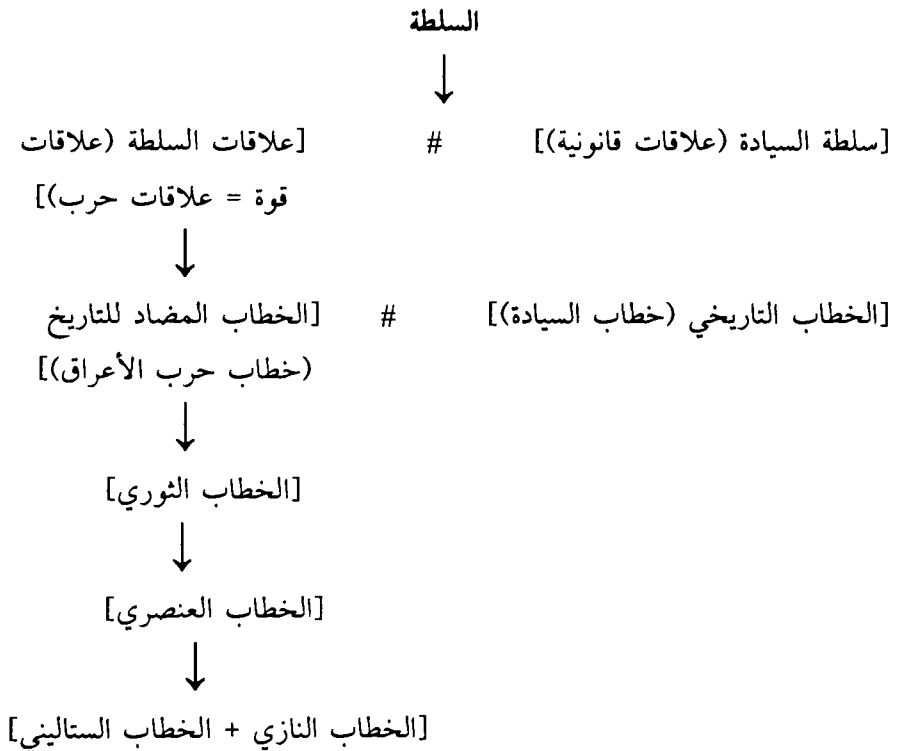 السلطة
[سلطة السيادة (علاقات قانونية)] # [علاقات السلطة (علاقات
قوة = علاقات حرب)]
[الخطاب التاريخي (خطاب السيادة)] # [الخطاب المضاد للتاريخ
(خطاب حرب الأعراق)]
[الخطاب الثوري]
[الخطاب العنصري]
[الخطاب النازي + الخطاب الستاليني]